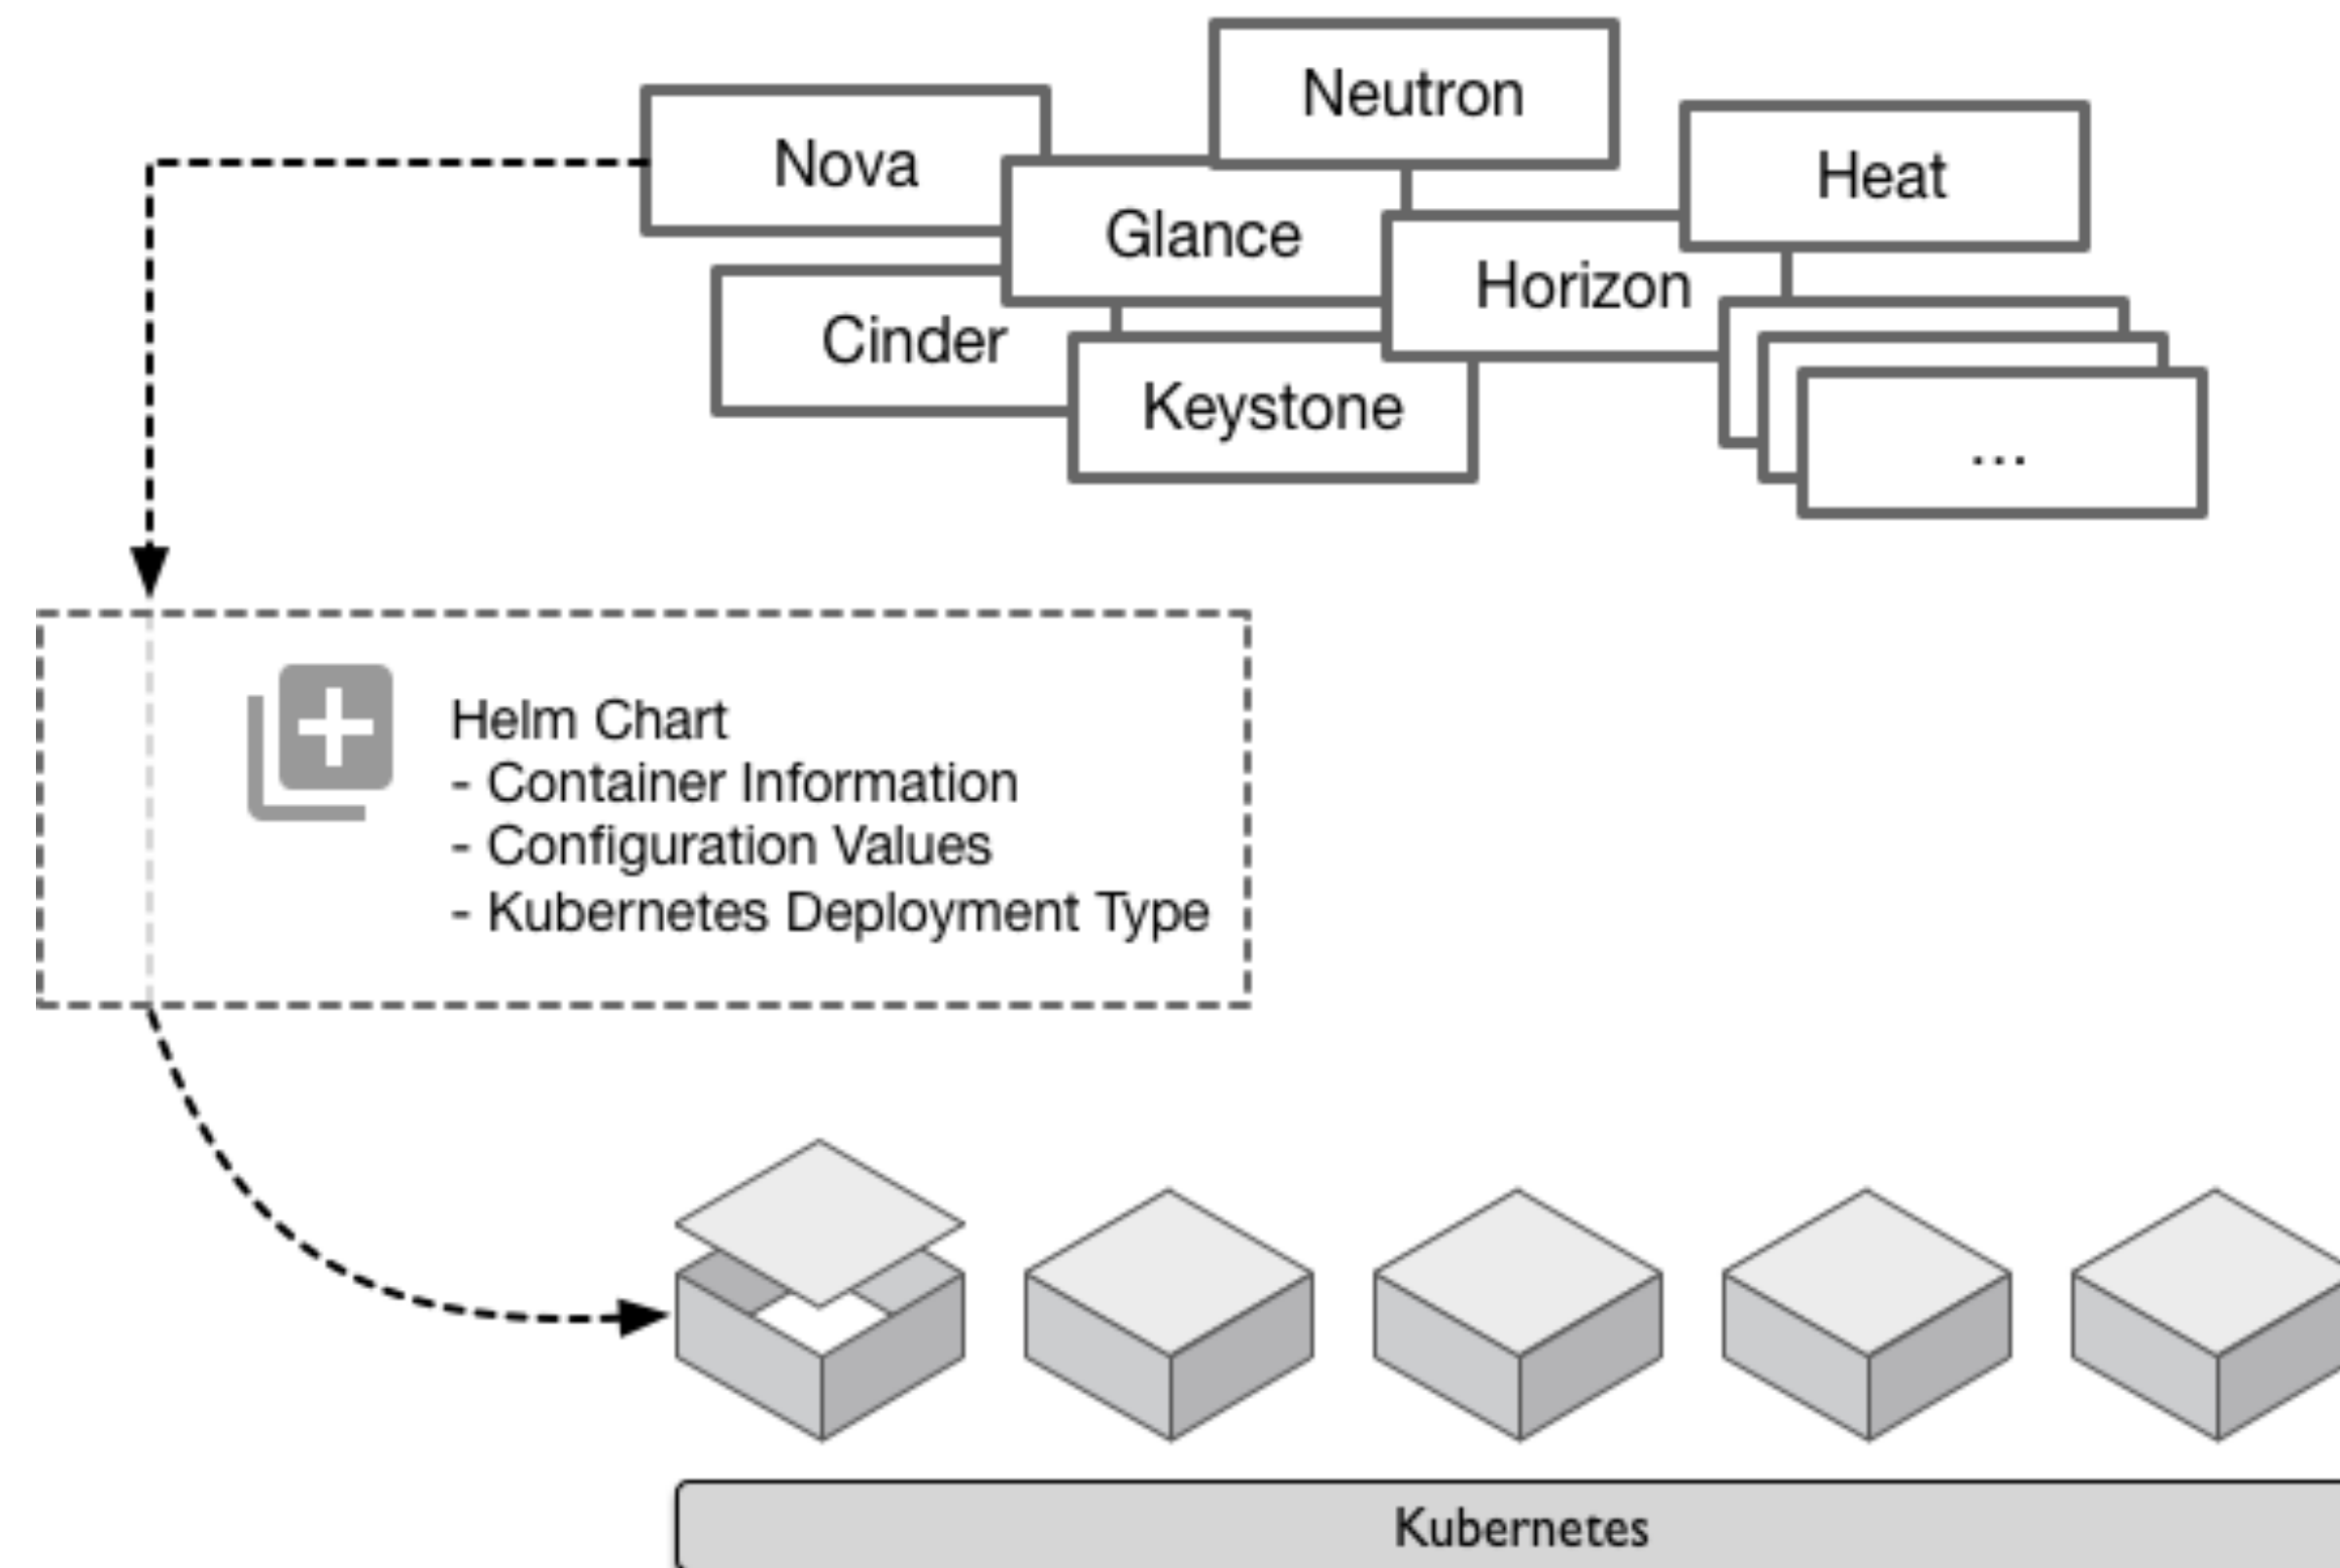 Neutron
Nova
Heat
Glance
Horizon
Cinder
Keystone
...
Helm Chart
- Container Information
- Configuration Values
- Kubernetes Deployment Type
Kubernetes